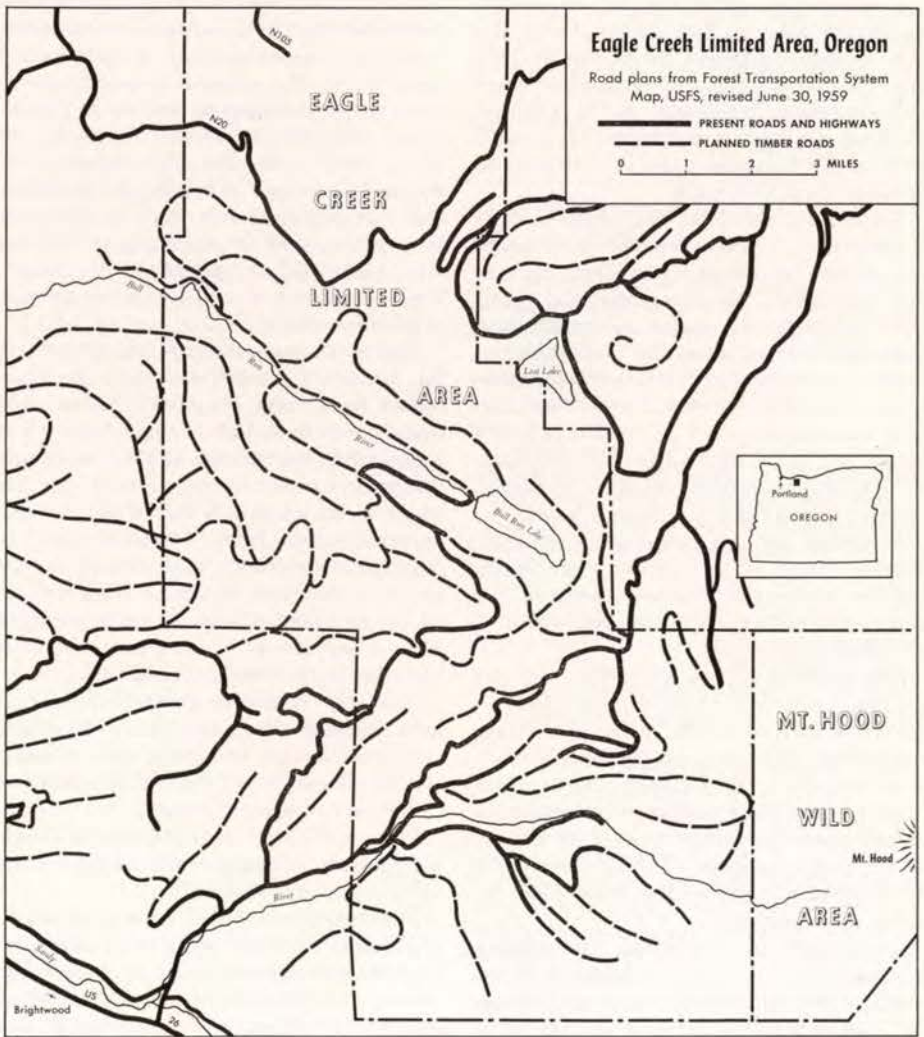 Eagle Creek Limited Area, Oregon
Road plans from Forest Transportation System
Map, USFS, revised June 30, 1959
PRESENT ROADS AND HIGHWAYS
PLANNED TIMBER ROADS
0 1 2 3 MILES
N105
EAGLE
N20
CREEK
LIMITED
Bull
Run
River
AREA
Lost Lake
Bull Run Lake
Portland
OREGON
MT. HOOD
WILD
Mt. Hood
AREA
River
Sandy
US
26
Brightwood